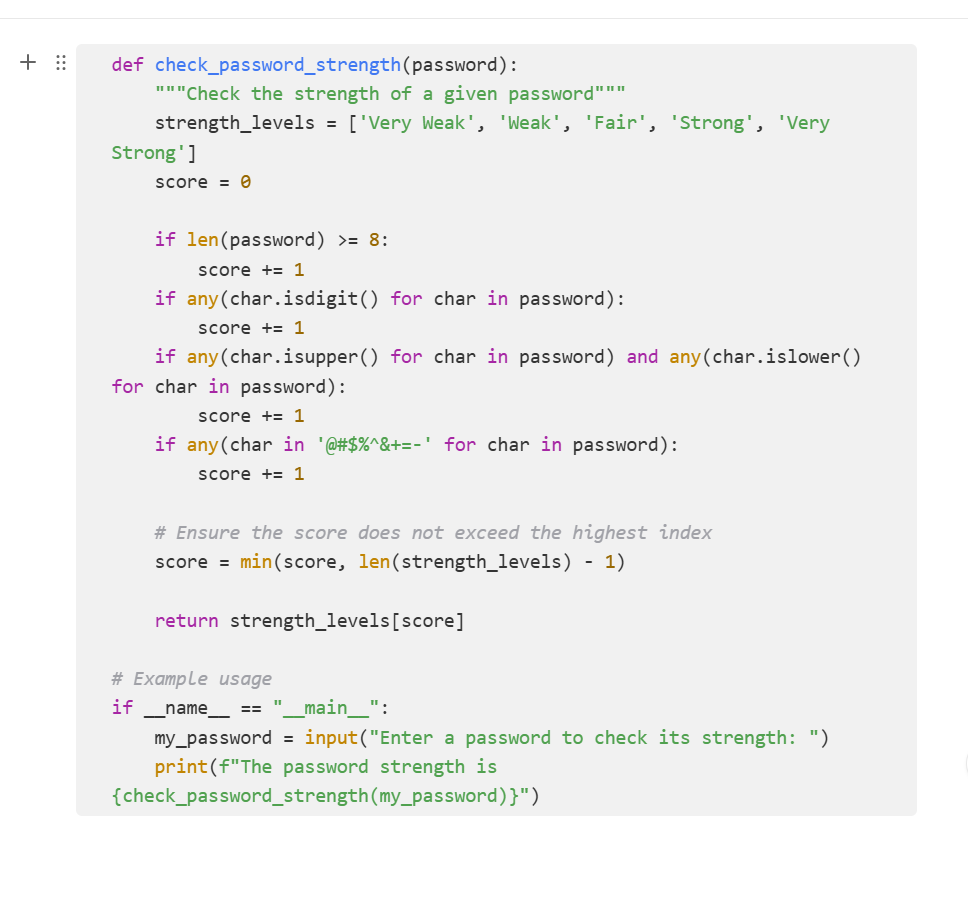 def check_password_strength(password):
    """Check the strength of a given password"""
    strength_levels = ['Very Weak', 'Weak', 'Fair', 'Strong', 'Very
Strong']
    score = 0

    if len(password) >= 8:
        score += 1
    if any(char.isdigit() for char in password):
        score += 1
    if any(char.isupper() for char in password) and any(char.islower()
for char in password):
        score += 1
    if any(char in '@#$%^&+=-' for char in password):
        score += 1

    # Ensure the score does not exceed the highest index
    score = min(score, len(strength_levels) - 1)

    return strength_levels[score]

# Example usage
if __name__ == "__main__":
    my_password = input("Enter a password to check its strength: ")
    print(f"The password strength is
{check_password_strength(my_password)}")